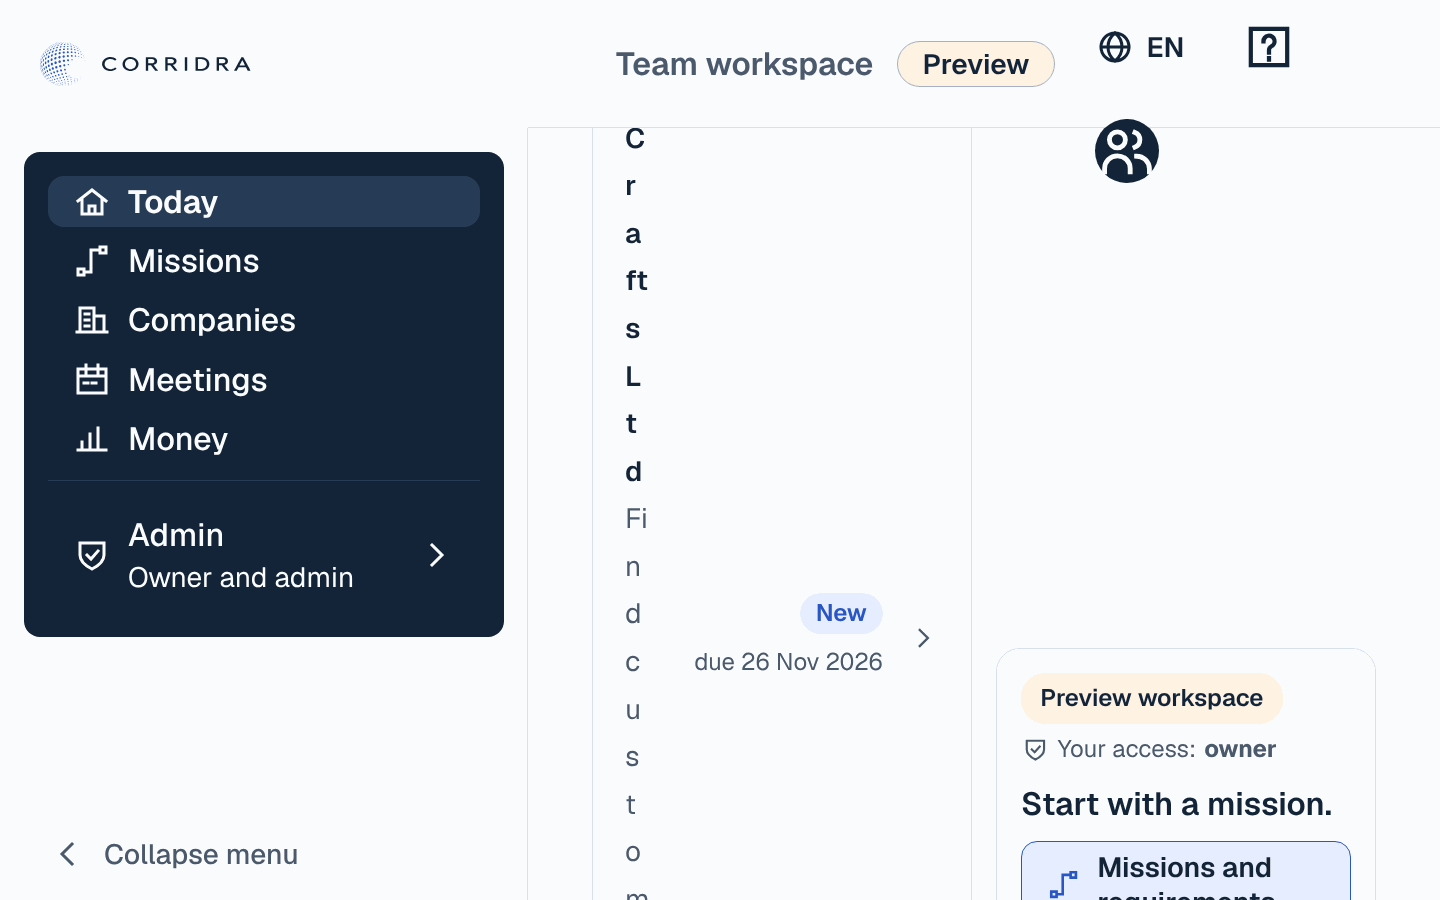 CORRIDRA
Team workspace
Preview
EN
Today
Missions
Companies
Meetings
Money
Admin
Owner and admin
Collapse menu
C
r
a
ft
s
L
t
d
Fi
n
d
c
u
s
t
o
m
New
due 26 Nov 2026
Preview workspace
Your access: owner
Start with a mission.
Missions and
requirements